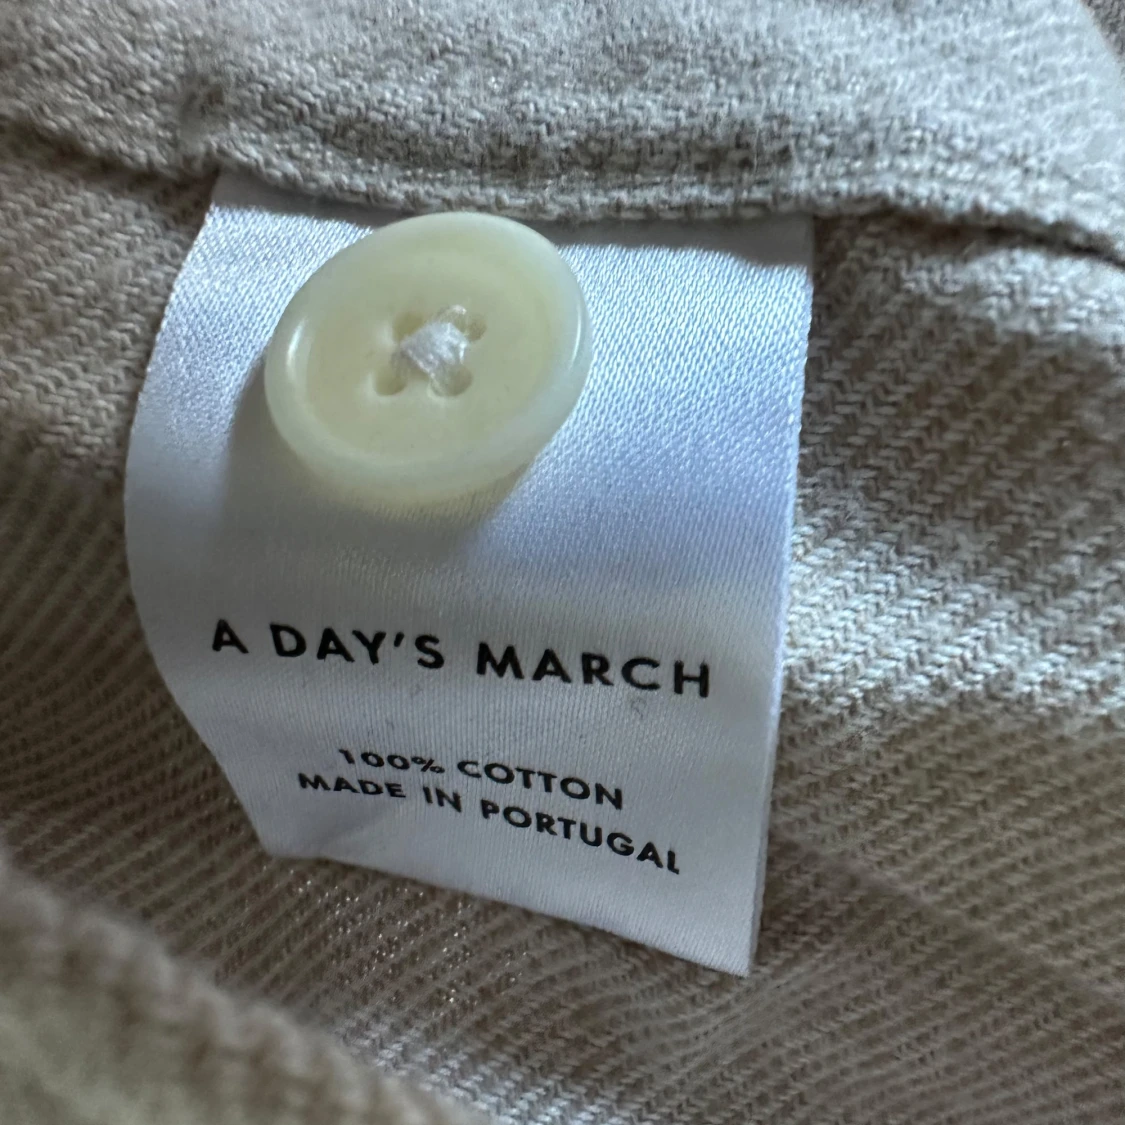 A DAY'S MARCH
100% COTTON
MADE IN PORTUGAL